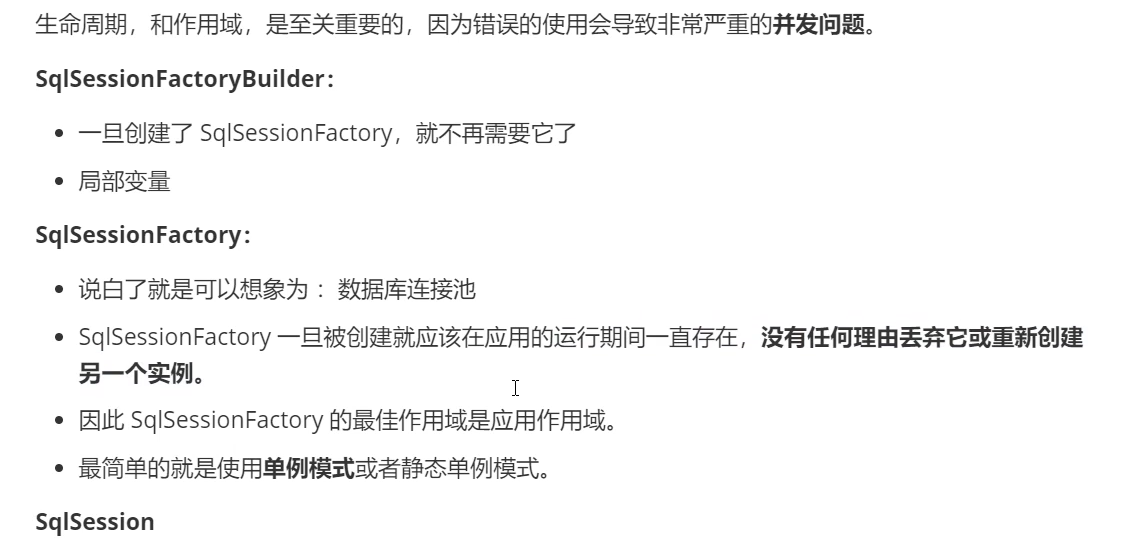 生命周期，和作用域，是至关重要的，因为错误的使用会导致非常严重的并发问题。
SqlSessionFactoryBuilder：
一旦创建了 SqlSessionFactory，就不再需要它了
局部变量
SqlSessionFactory：
说白了就是可以想象为 ：数据库连接池
SqlSessionFactory 一旦被创建就应该在应用的运行期间一直存在，没有任何理由丢弃它或重新创建
另一个实例。
因此 SqlSessionFactory 的最佳作用域是应用作用域。
最简单的就是使用单例模式或者静态单例模式。
SqlSession